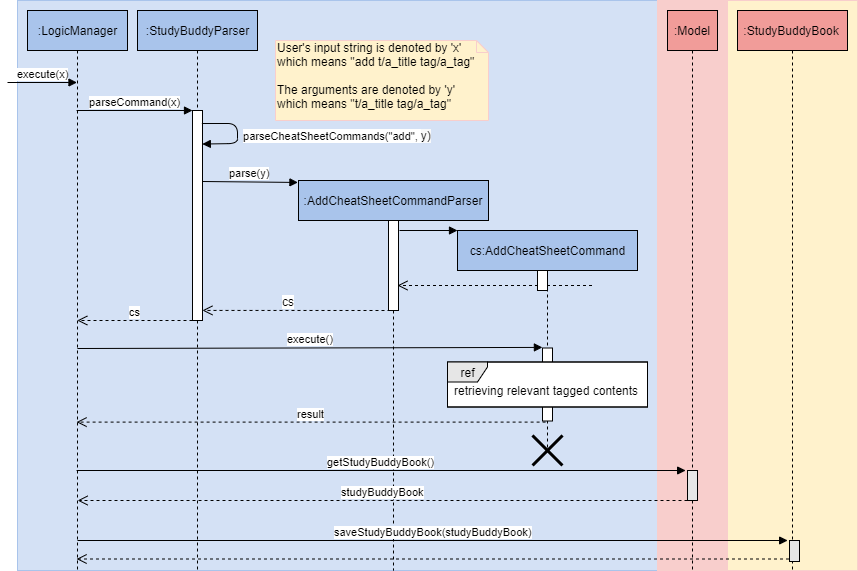 :LogicManager
:StudyBuddyParser
:Model
:StudyBuddyBook
User's input string is denoted by 'x'
which means "add t/a_title tag/a_tag"
The arguments are denoted by 'y'
which means "t/a_title tag/a_tag"
execute(x)
parseCommand(x)
parseCheatSheetCommands("add", y)
parse(y)
:AddCheatSheetCommandParser
cs:AddCheatSheetCommand
cs
cs
execute()
ref
retrieving relevant tagged contents
result
getStudyBuddyBook()
studyBuddyBook
saveStudyBuddyBook(studyBuddyBook)